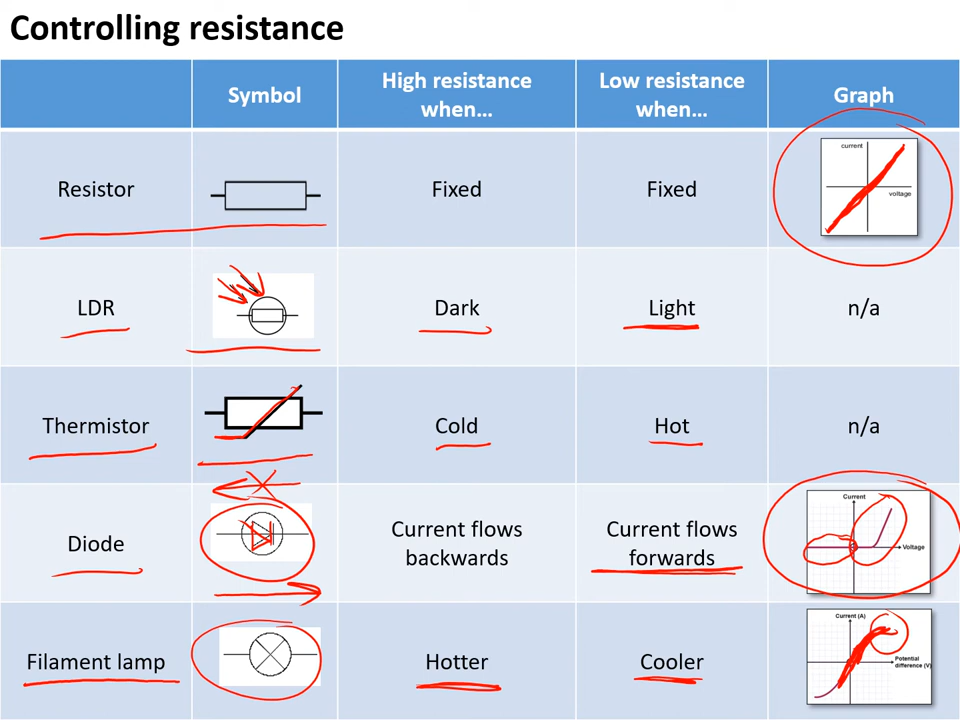 Controlling resistance
Symbol
High resistance
when...
Low resistance
when...
Graph
Resistor
Fixed
Fixed
current
voltage
LDR
Dark
Light
n/a
Thermistor
Cold
Hot
n/a
Diode
Current flows
backwards
Current flows
forwards
Current
Voltage
Filament lamp
Hotter
Cooler
Current (A)
Potential
difference (V)